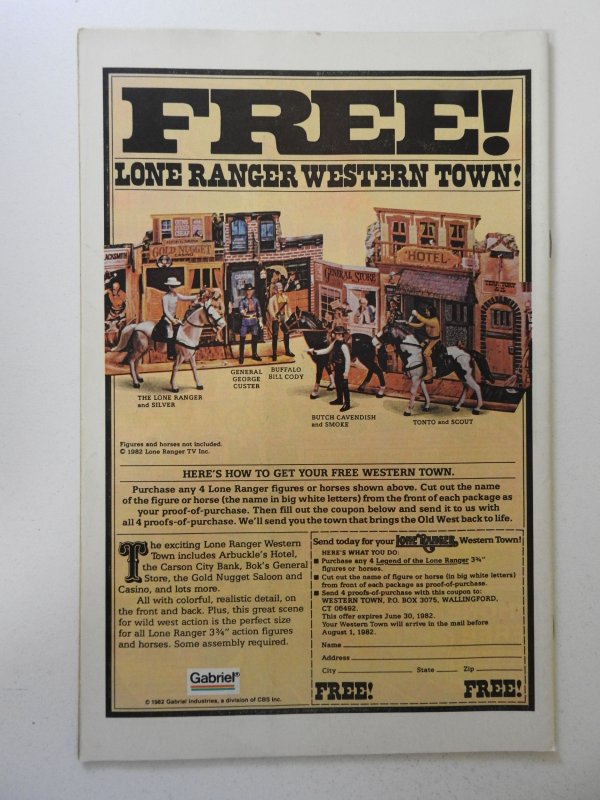 FREE!
LONE RANGER WESTERN TOWN!
GOLD NUGGET
CASINO
GENERAL STORE
HOTEL
THE LONE RANGER
and SILVER
GENERAL
GEORGE
CUSTER
BUFFALO
BILL CODY
BUTCH CAVENDISH
and SMOKE
TONTO and SCOUT
Figures and horses not included.
© 1982 Lone Ranger TV Inc.
HERE'S HOW TO GET YOUR FREE WESTERN TOWN.
Purchase any 4 Lone Ranger figures or horses shown above. Cut out the name
of the figure or horse (the name in big white letters) from the front of each package as
your proof-of-purchase. Then fill out the coupon below and send it to us with
all 4 proofs-of-purchase. We'll send you the town that brings the Old West back to life.
The exciting Lone Ranger Western
Town includes Arbuckle's Hotel,
the Carson City Bank, Bok's General
Store, the Gold Nugget Saloon and
Casino, and lots more.
All with colorful, realistic detail, on
the front and back. Plus, this great scene
for wild west action is the perfect size
for all Lone Ranger 3¾" action figures
and horses. Some assembly required.
Gabriel®
© 1982 Gabriel Industries, a division of CBS Inc.
Send today for your LONE RANGER Western Town!
HERE'S WHAT YOU DO:
■ Purchase any 4 Legend of the Lone Ranger 3¾"
figures or horses.
■ Cut out the name of figure or horse (in big white letters)
from front of each package as proof-of-purchase.
■ Send 4 proofs-of-purchase with this coupon to:
WESTERN TOWN, P.O. BOX 3075, WALLINGFORD,
CT 06492.
This offer expires June 30, 1982.
Your Western Town will arrive in the mail before
August 1, 1982.
Name
Address
City State Zip
FREE! FREE!